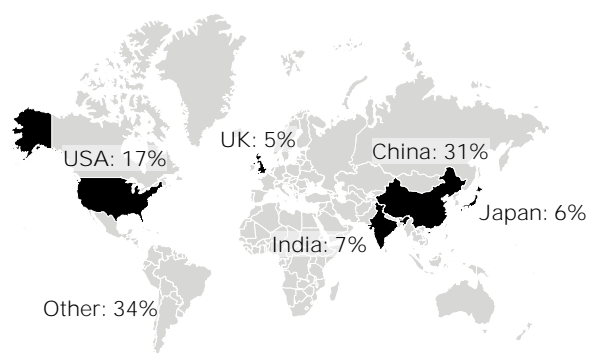 UK: 5%
USA: 17%
China: 31%
Japan: 6%
India: 7%
Other: 34%